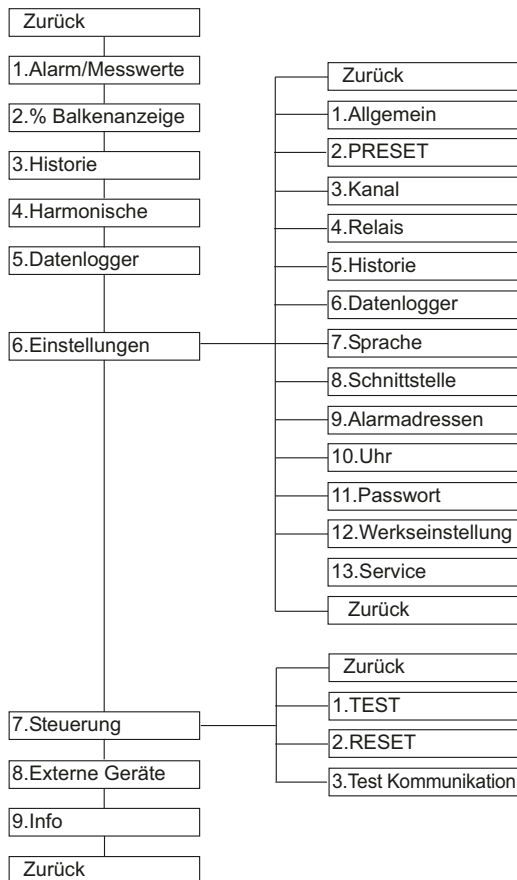 Zurück
1.Alarm/Messwerte
2.% Balkenanzeige
3.Historie
4.Harmonische
5.Datenlogger
6.Einstellungen
Zurück
1.Allgemein
2.PRESET
3.Kanal
4.Relais
5.Historie
6.Datenlogger
7.Sprache
8.Schnittstelle
9.Alarmadressen
10.Uhr
11.Passwort
12.Werkseinstellung
13.Service
Zurück
7.Steuerung
Zurück
1.TEST
2.RESET
3.Test Kommunikation
8.Externe Geräte
9.Info
Zurück